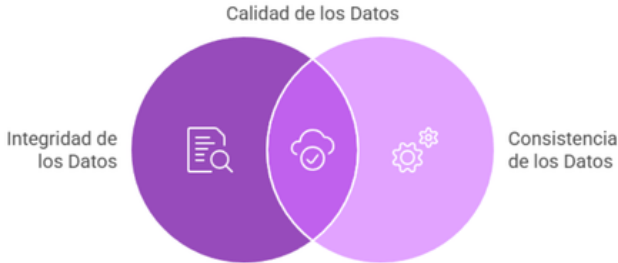 Calidad de los Datos
Integridad de
los Datos
Consistencia
de los Datos